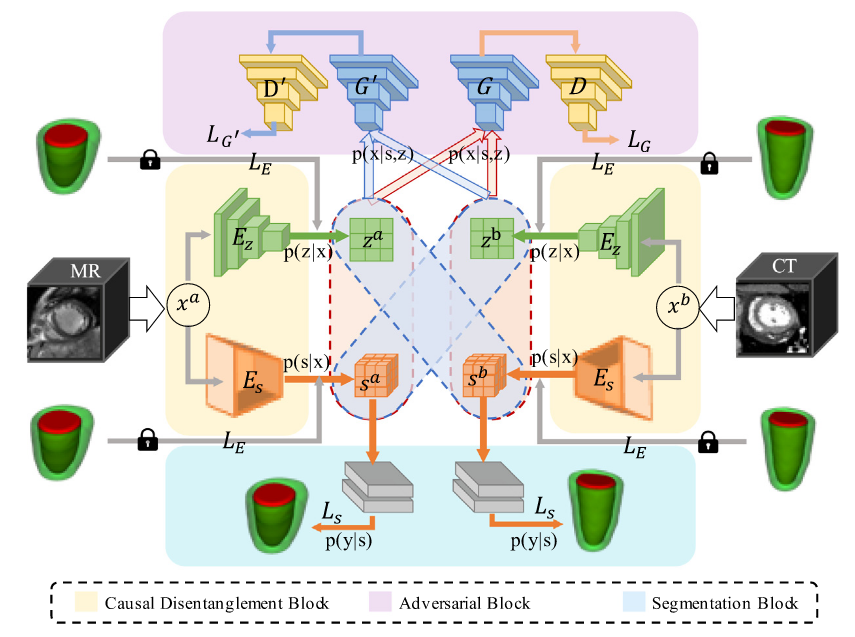 D′ G′ G D
L_G′ L_G
p(x|s,z) p(x|s,z)
L_E L_E
E_z z^a z^b E_z
p(z|x) p(z|x)
MR CT
x^a x^b
p(s|x) p(s|x)
E_s s^a s^b E_s
L_E L_E
L_s L_s
p(y|s) p(y|s)
Causal Disentanglement Block Adversarial Block Segmentation Block